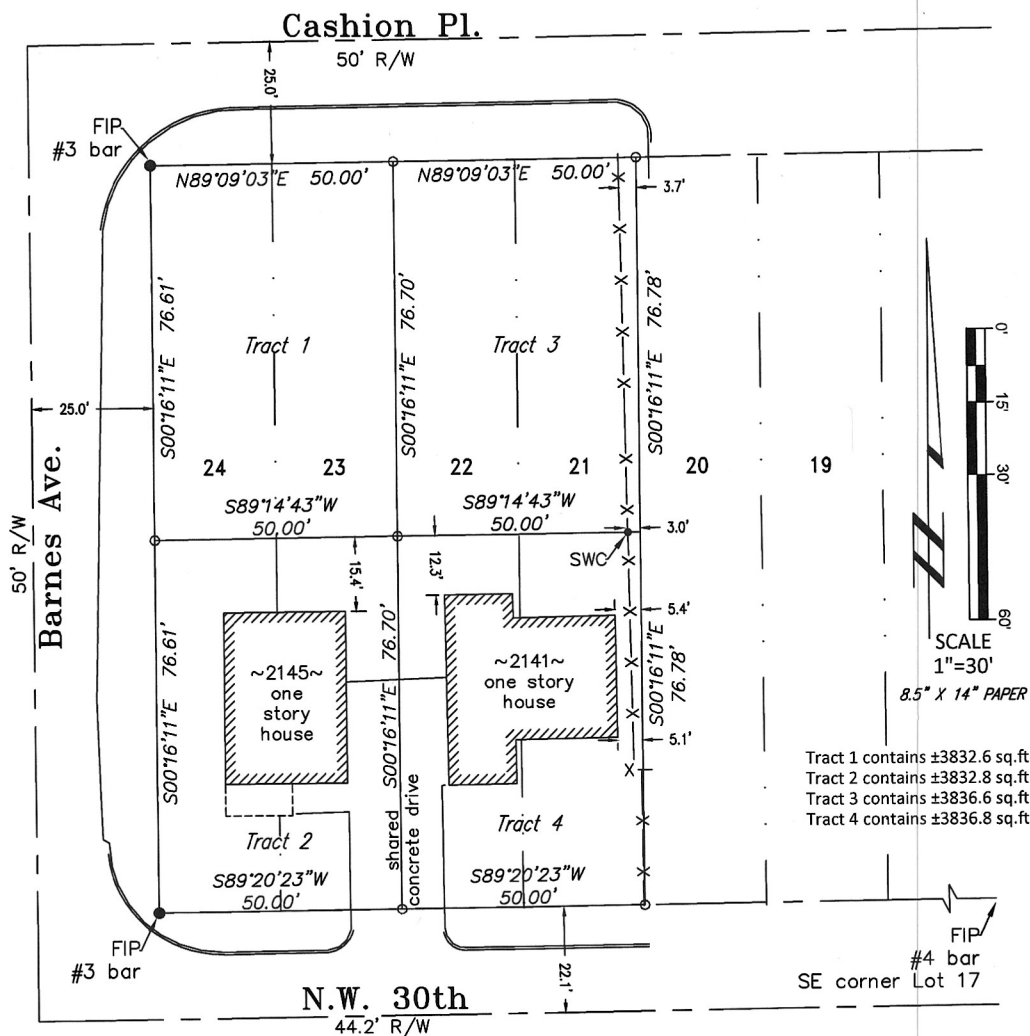 Cashion Pl.
50' R/W
25.0'
FIP
#3 bar
N89°09'03"E 50.00'
N89°09'03"E 50.00'
3.7'
S00°16'11"E 76.61'
S00°16'11"E 76.70'
S00°16'11"E 76.78'
Tract 1
Tract 3
0'
15'
30'
60'
25.0'
24
23
22
21
20
19
S89°14'43"W
50.00'
S89°14'43"W
50.00'
3.0'
SWC
Barnes Ave.
50' R/W
15.4'
12.3'
5.4'
S00°16'11"E 76.61'
S00°16'11"E 76.70'
S00°16'11"E
76.78'
~2145~
one
story
house
~2141~
one story
house
5.1'
SCALE
1"=30'
8.5" X 14" PAPER
Tract 1 contains ±3832.6 sq.ft
Tract 2 contains ±3832.8 sq.ft
Tract 3 contains ±3836.6 sq.ft
Tract 4 contains ±3836.8 sq.ft
Tract 2
shared
concrete drive
Tract 4
S89°20'23"W
50.00'
S89°20'23"W
50.00'
FIP
#3 bar
22.1'
FIP
#4 bar
SE corner Lot 17
N.W. 30th
44.2' R/W